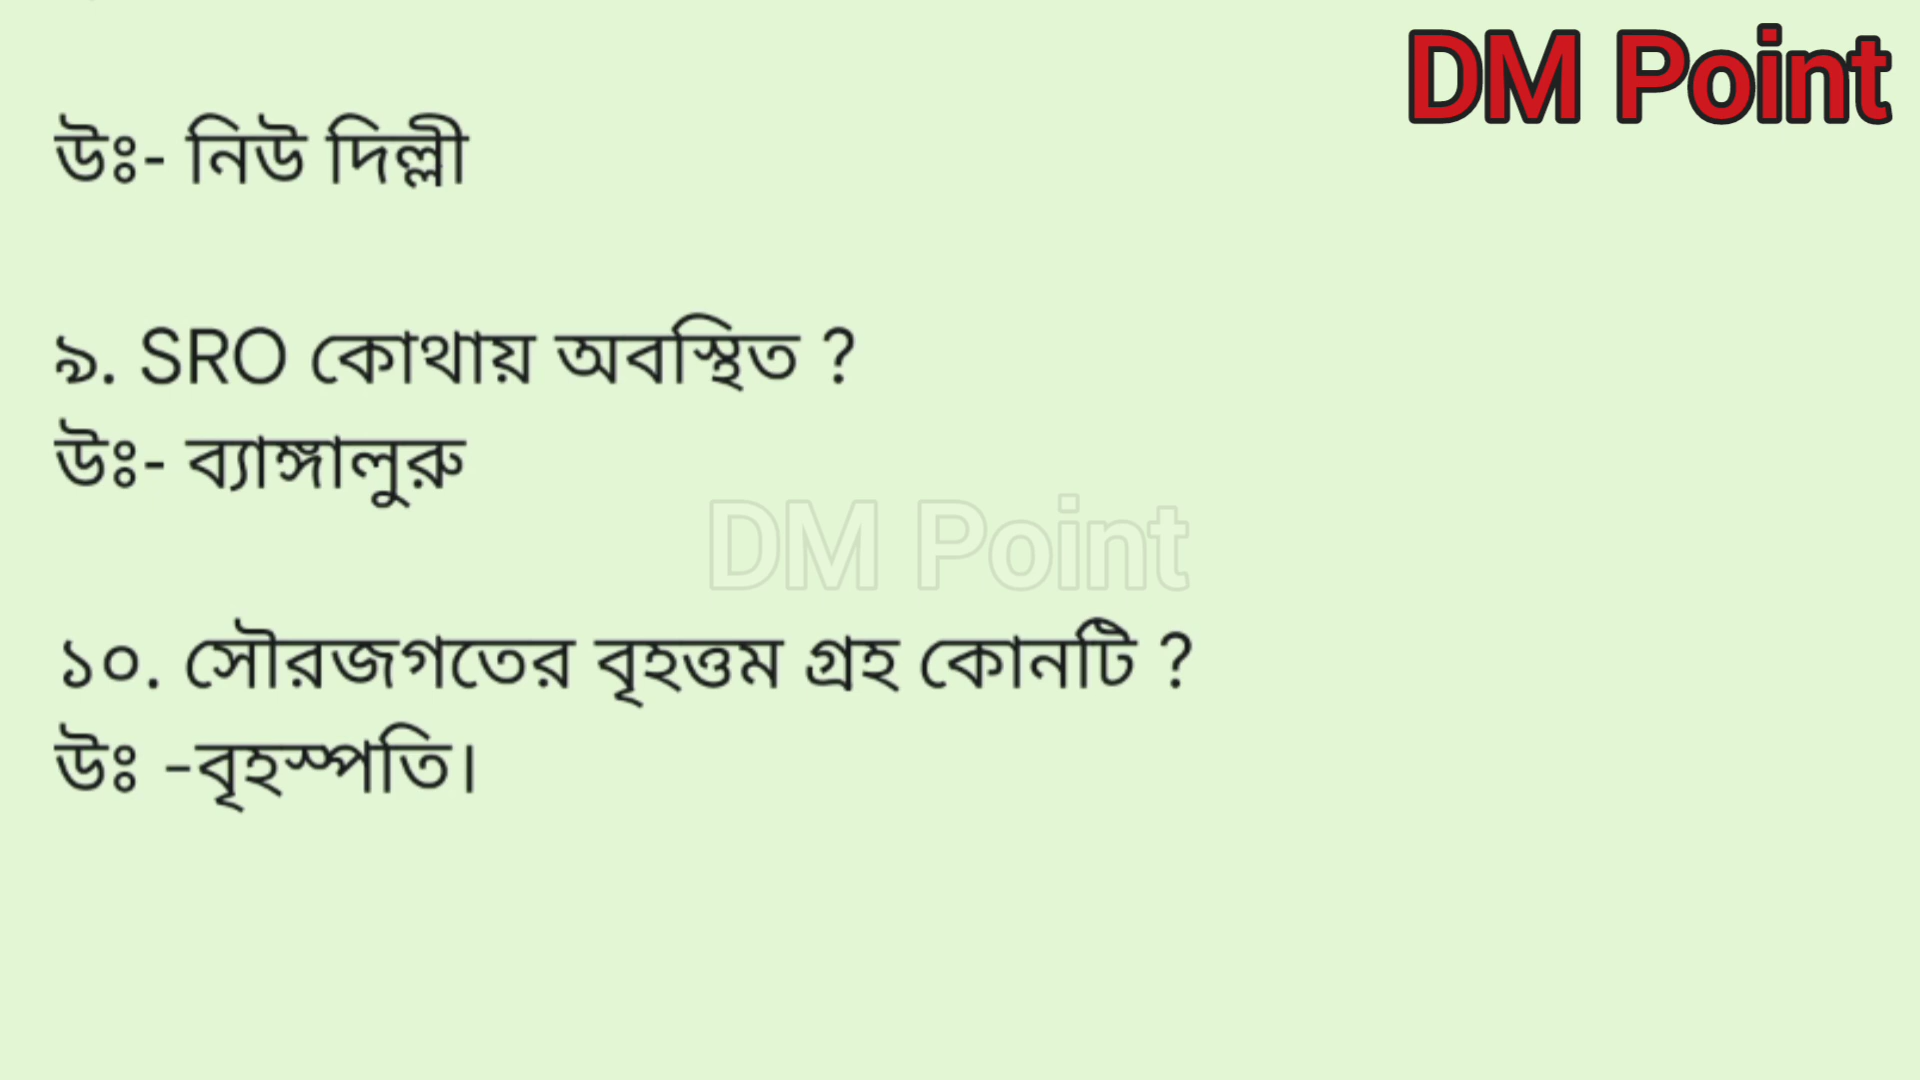 DM Point
উঃ- নিউ দিল্লী
৯. SRO কোথায় অবস্থিত ?
উঃ- ব্যাঙ্গালুরু
DM Point
১০. সৌরজগতের বৃহত্তম গ্রহ কোনটি ?
উঃ -বৃহস্পতি।